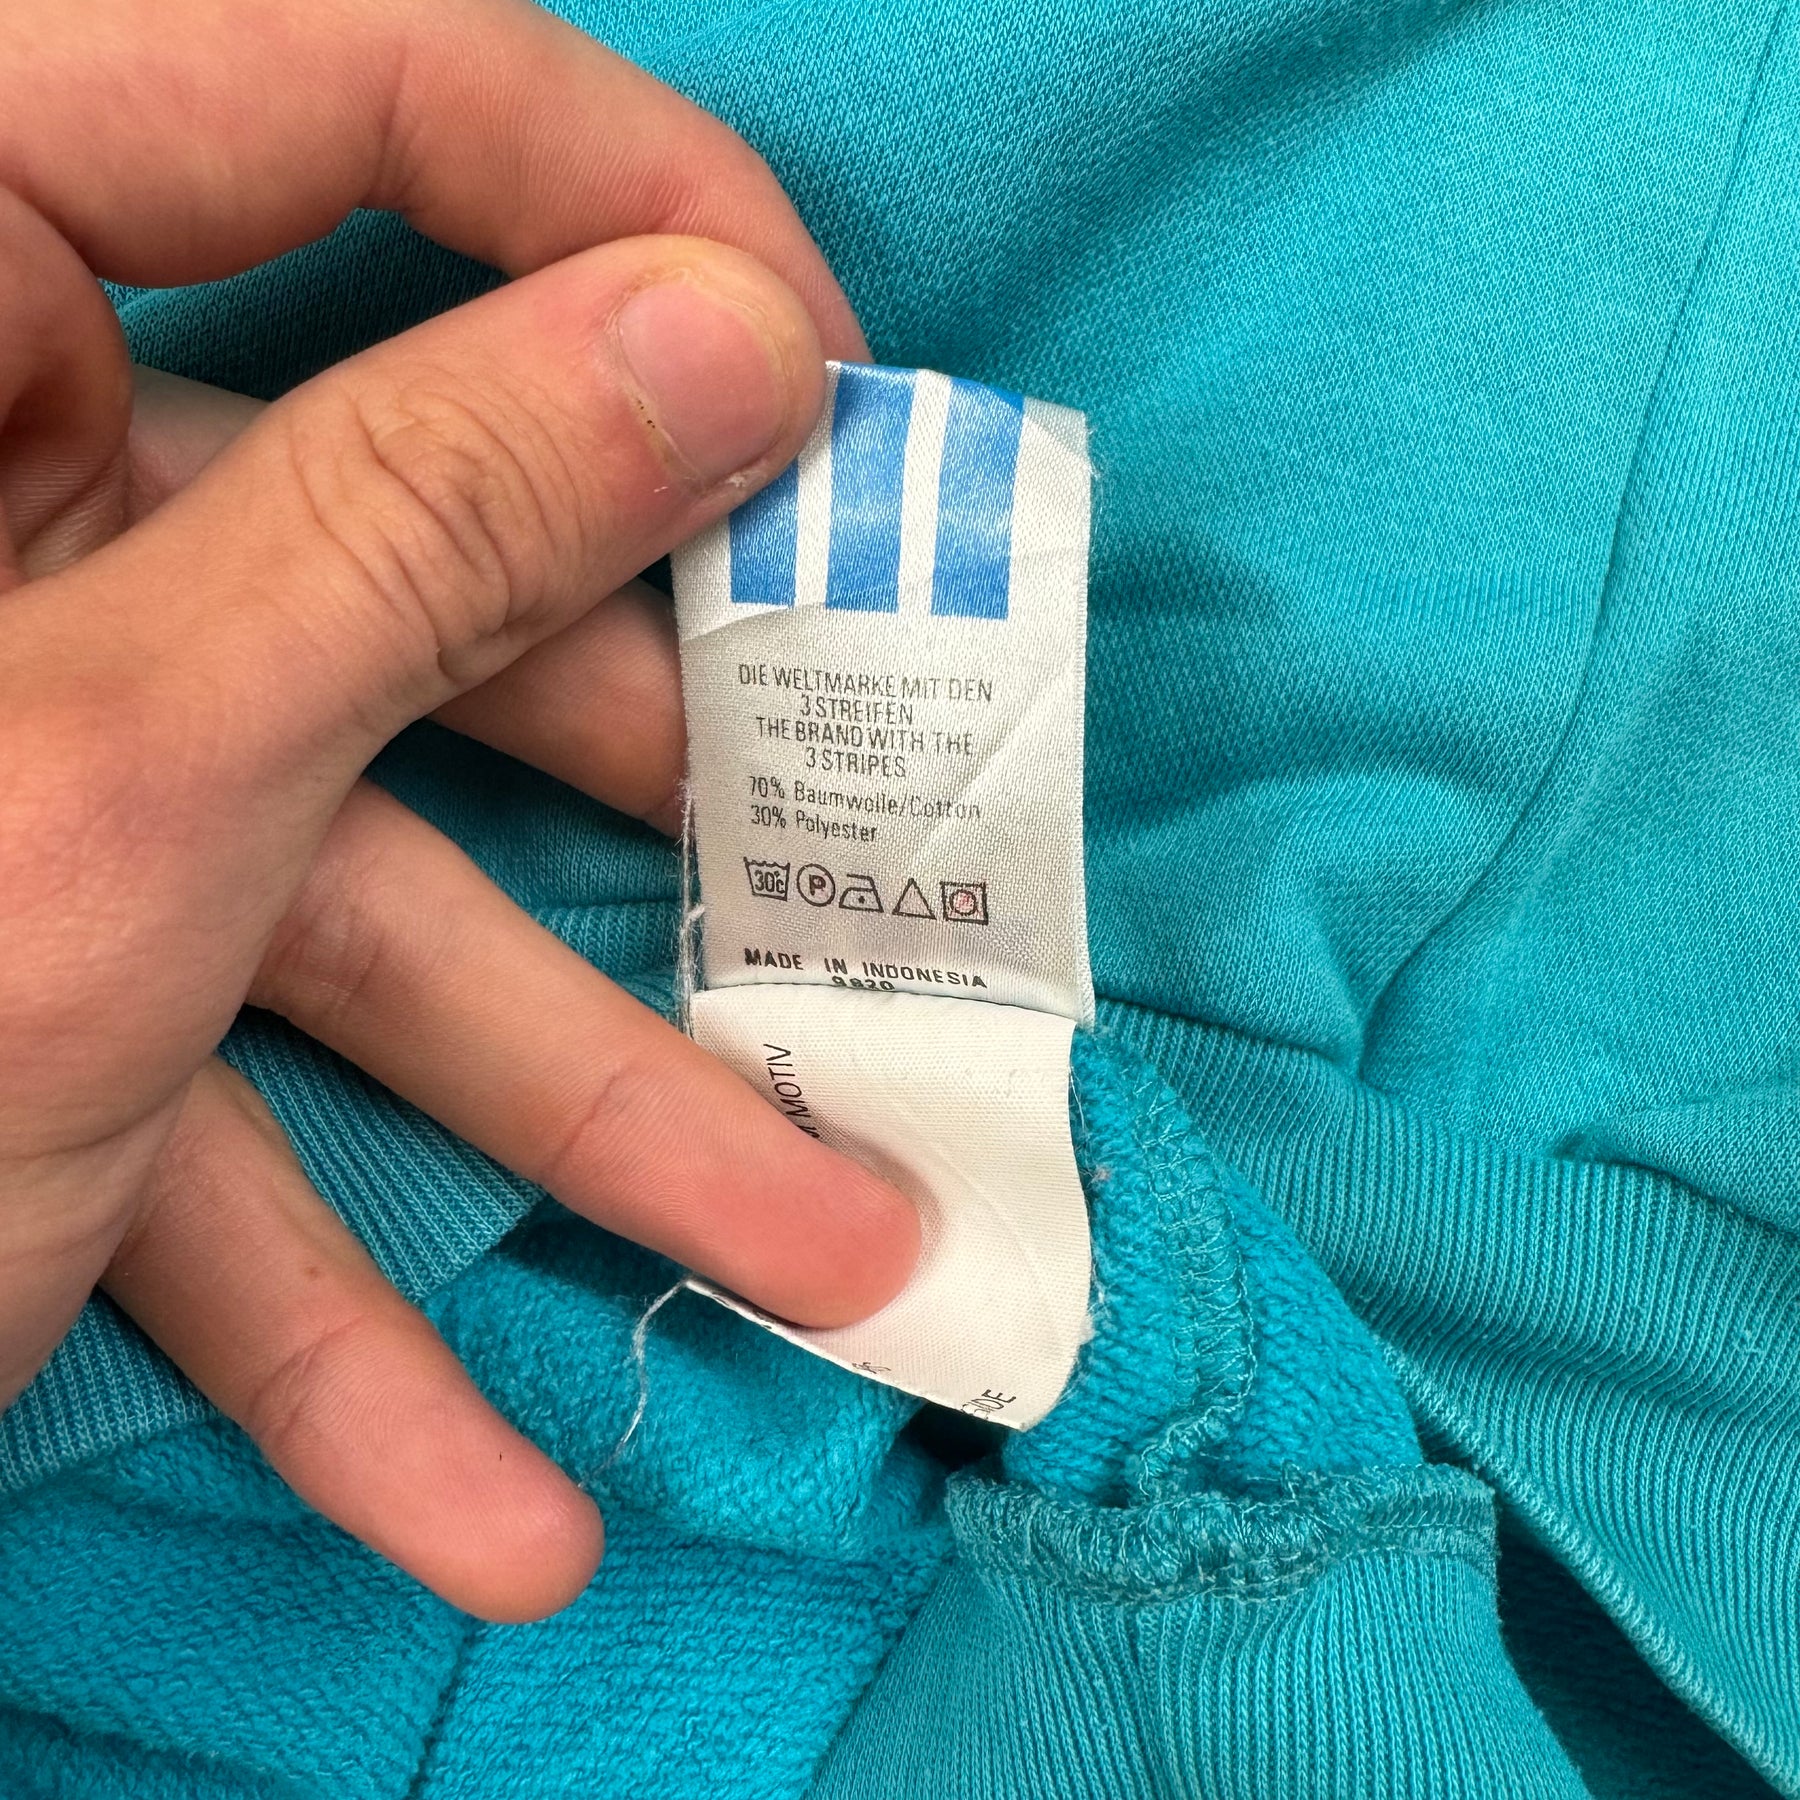 DIE WELTMARKE MIT DEN
3 STREIFEN
THE BRAND WITH THE
3 STRIPES
70% Baumwolle/Cotton
30% Polyester
30°C P
MADE IN INDONESIA
MOTIV